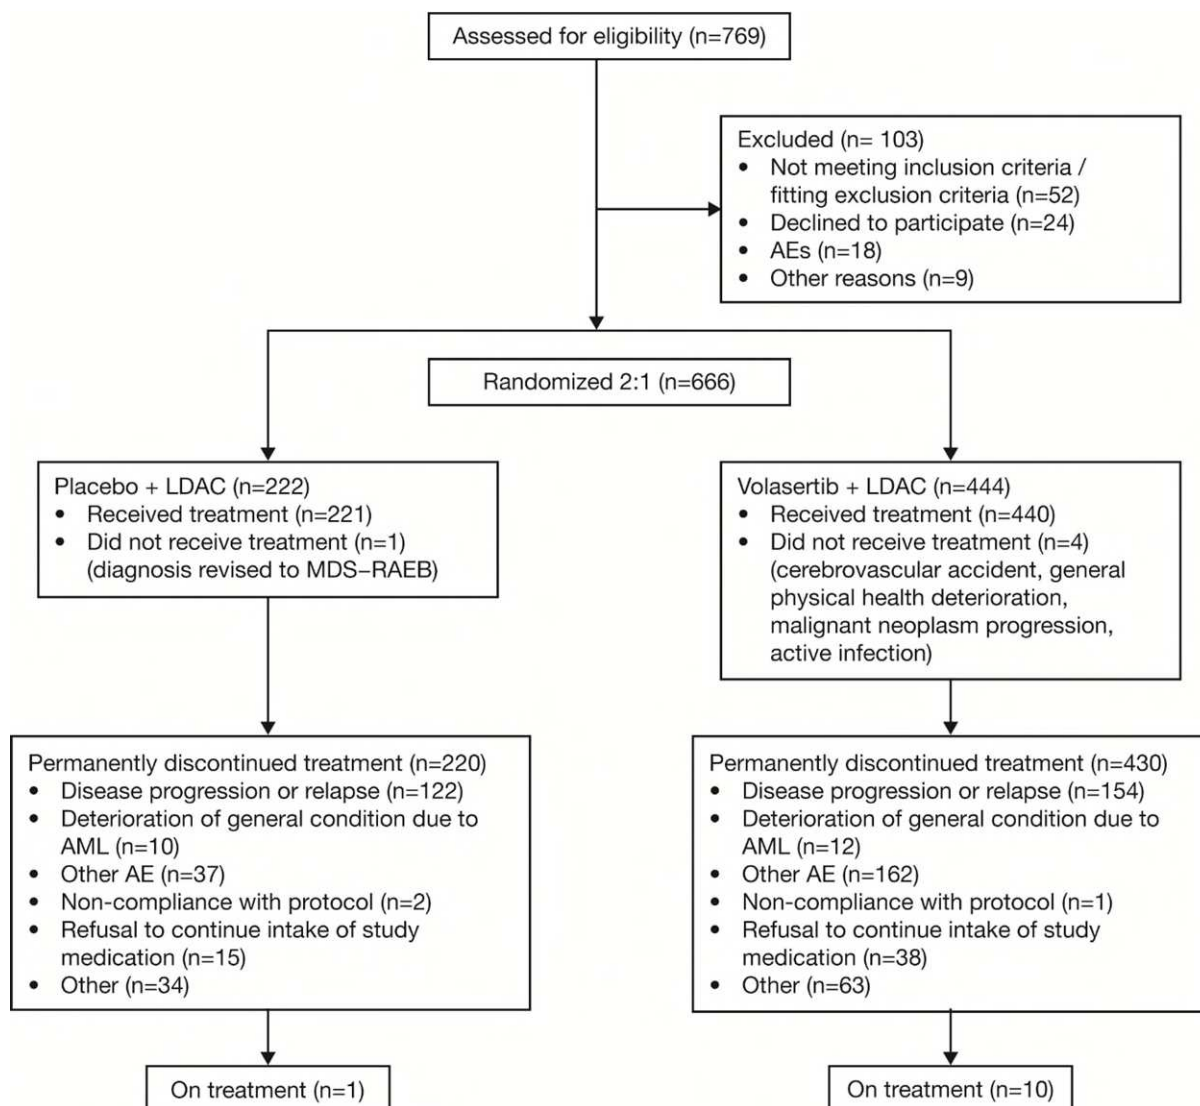 Assessed for eligibility (n=769)
Excluded (n= 103)
• Not meeting inclusion criteria /
fitting exclusion criteria (n=52)
• Declined to participate (n=24)
• AEs (n=18)
• Other reasons (n=9)
Randomized 2:1 (n=666)
Placebo + LDAC (n=222)
• Received treatment (n=221)
• Did not receive treatment (n=1)
(diagnosis revised to MDS–RAEB)
Volasertib + LDAC (n=444)
• Received treatment (n=440)
• Did not receive treatment (n=4)
(cerebrovascular accident, general
physical health deterioration,
malignant neoplasm progression,
active infection)
Permanently discontinued treatment (n=220)
• Disease progression or relapse (n=122)
• Deterioration of general condition due to
AML (n=10)
• Other AE (n=37)
• Non-compliance with protocol (n=2)
• Refusal to continue intake of study
medication (n=15)
• Other (n=34)
Permanently discontinued treatment (n=430)
• Disease progression or relapse (n=154)
• Deterioration of general condition due to
AML (n=12)
• Other AE (n=162)
• Non-compliance with protocol (n=1)
• Refusal to continue intake of study
medication (n=38)
• Other (n=63)
On treatment (n=1)
On treatment (n=10)